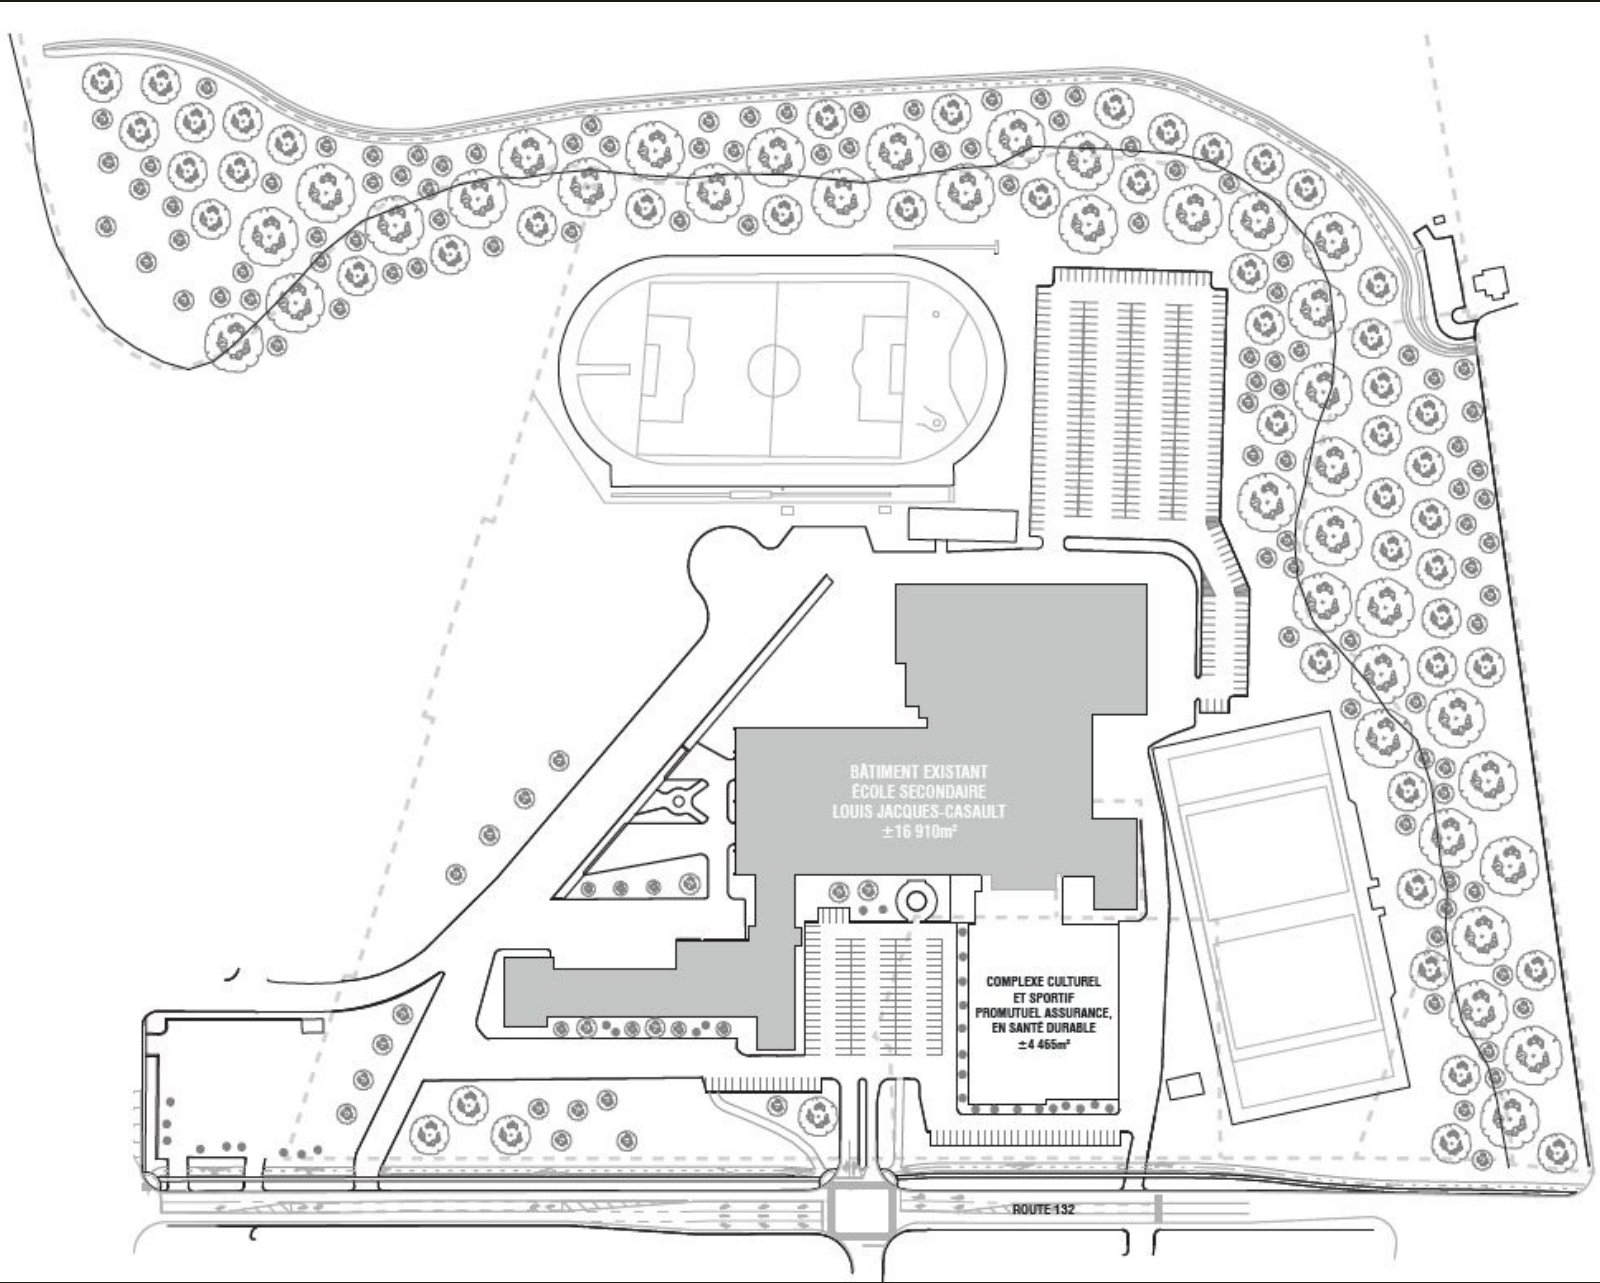 BÂTIMENT EXISTANT
ÉCOLE SECONDAIRE
LOUIS JACQUES-CASAULT
±16 910m²
COMPLEXE CULTUREL
ET SPORTIF
PROMUTUEL ASSURANCE,
EN SANTÉ DURABLE
±4 465m²
ROUTE 132